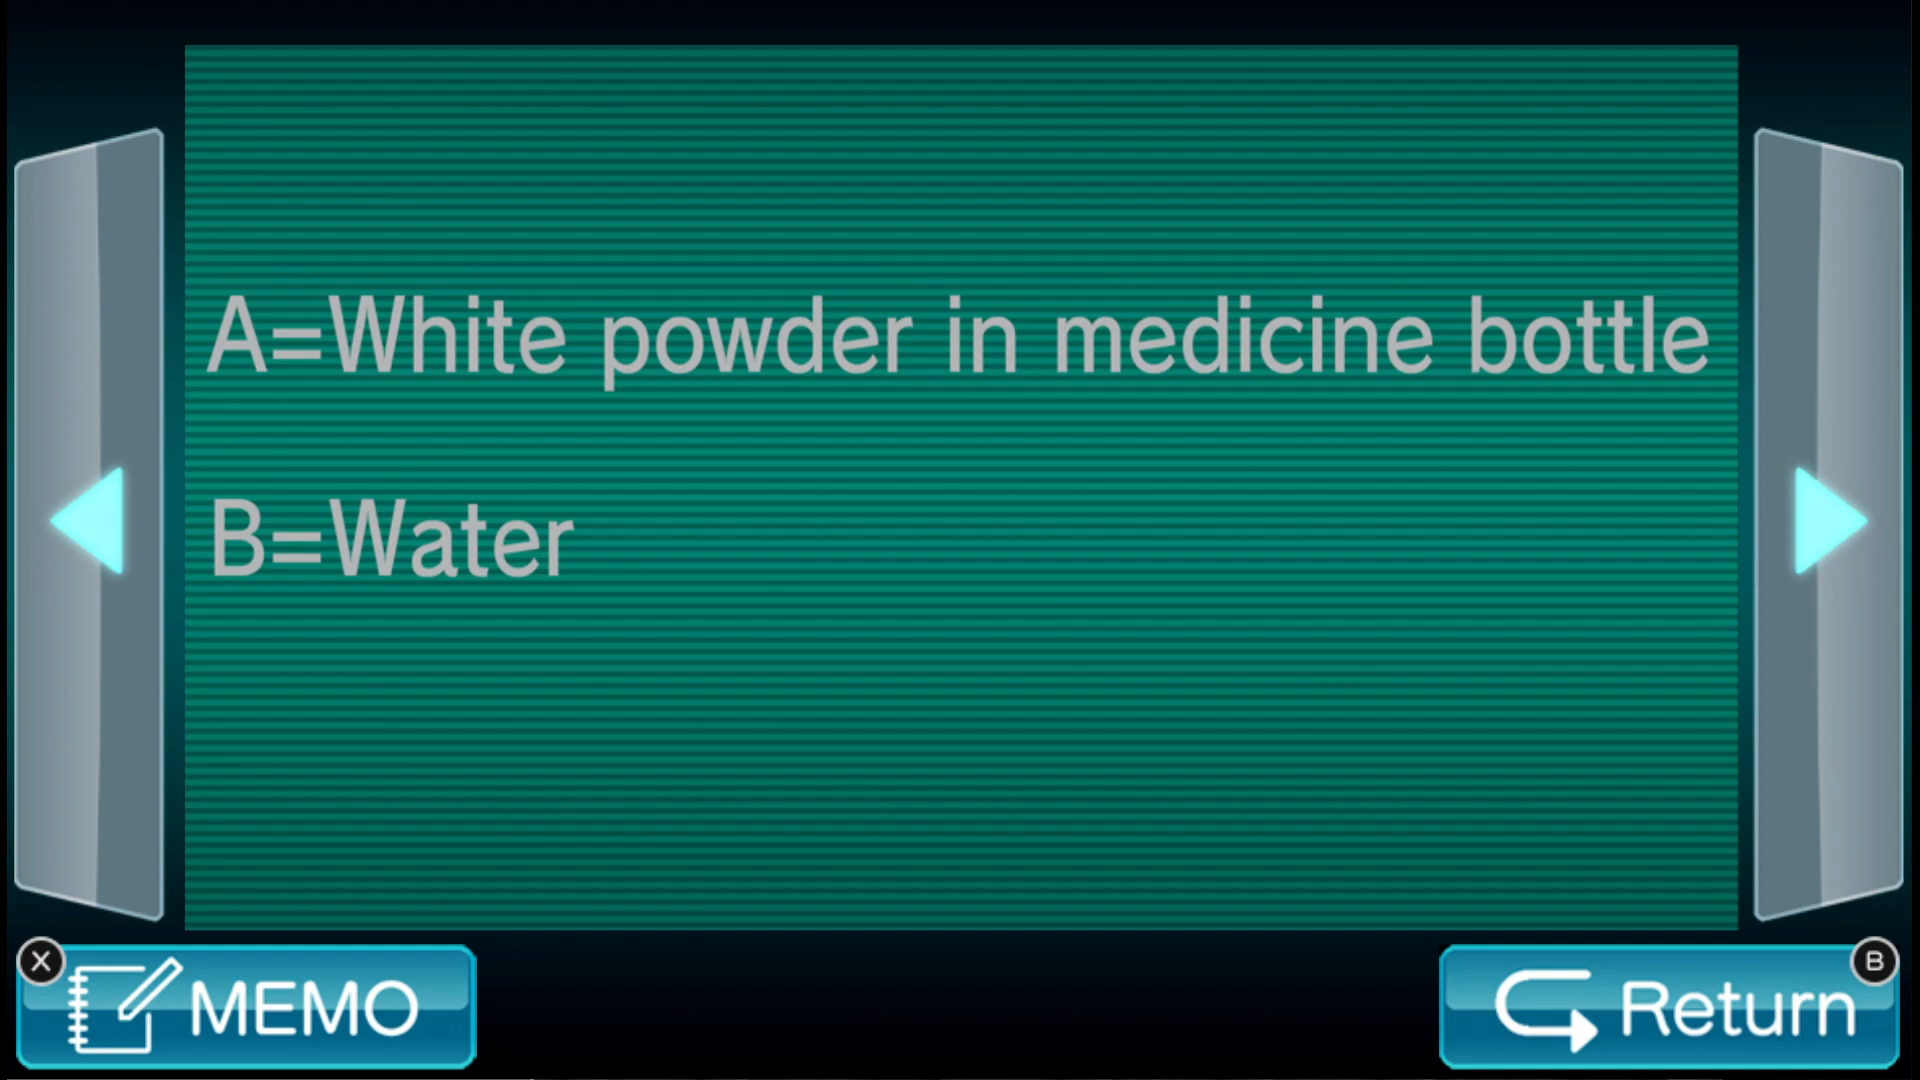 A=White powder in medicine bottle
B=Water
X
MEMO
B
Return